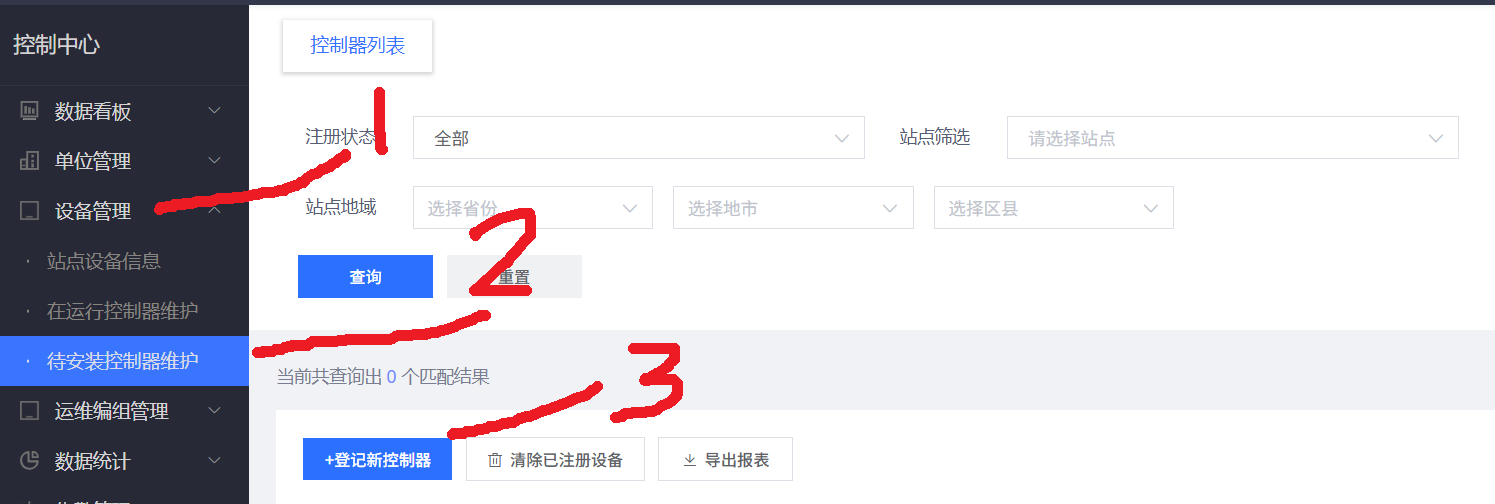 控制中心
控制器列表
数据看板
1
注册状态 全部 站点筛选 请选择站点
单位管理
设备管理
站点地域 选择省份 选择地市 选择区县
2
站点设备信息
查询 重置
在运行控制器维护
待安装控制器维护
3
当前共查询出 0 个匹配结果
运维编组管理
数据统计
+登记新控制器 清除已注册设备 导出报表